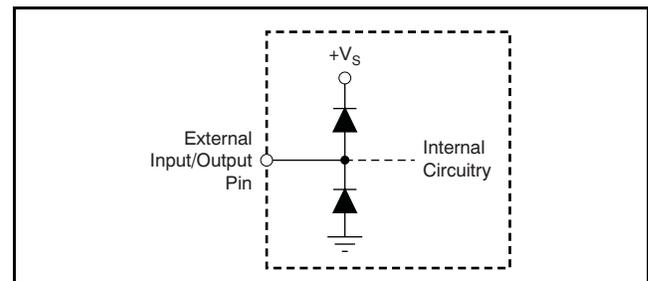 +VS
External
Input/Output
Pin
Internal
Circuitry